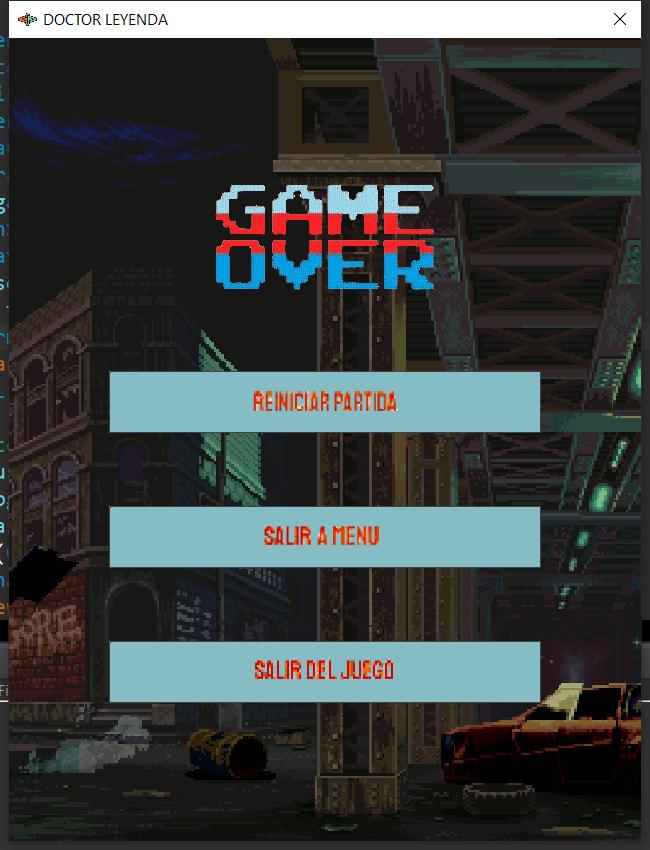 DOCTOR LEYENDA
GAME
OVER
REINICIAR PARTIDA
SALIR A MENU
SALIR DEL JUEGO